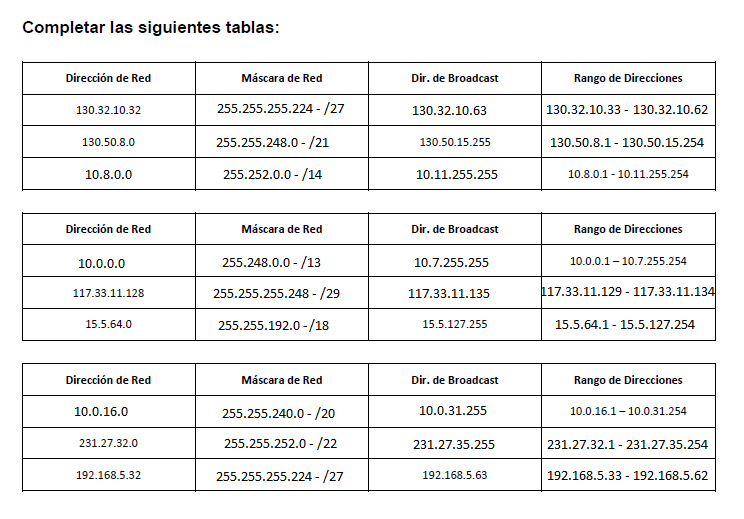 Completar las siguientes tablas:
Dirección de Red Máscara de Red Dir. de Broadcast Rango de Direcciones
130.32.10.32 255.255.255.224 - /27 130.32.10.63 130.32.10.33 - 130.32.10.62
130.50.8.0 255.255.248.0 - /21 130.50.15.255 130.50.8.1 - 130.50.15.254
10.8.0.0 255.252.0.0 - /14 10.11.255.255 10.8.0.1 - 10.11.255.254
Dirección de Red Máscara de Red Dir. de Broadcast Rango de Direcciones
10.0.0.0 255.248.0.0 - /13 10.7.255.255 10.0.0.1 – 10.7.255.254
117.33.11.128 255.255.255.248 - /29 117.33.11.135 117.33.11.129 - 117.33.11.134
15.5.64.0 255.255.192.0 - /18 15.5.127.255 15.5.64.1 - 15.5.127.254
Dirección de Red Máscara de Red Dir. de Broadcast Rango de Direcciones
10.0.16.0 255.255.240.0 - /20 10.0.31.255 10.0.16.1 – 10.0.31.254
231.27.32.0 255.255.252.0 - /22 231.27.35.255 231.27.32.1 - 231.27.35.254
192.168.5.32 255.255.255.224 - /27 192.168.5.63 192.168.5.33 - 192.168.5.62